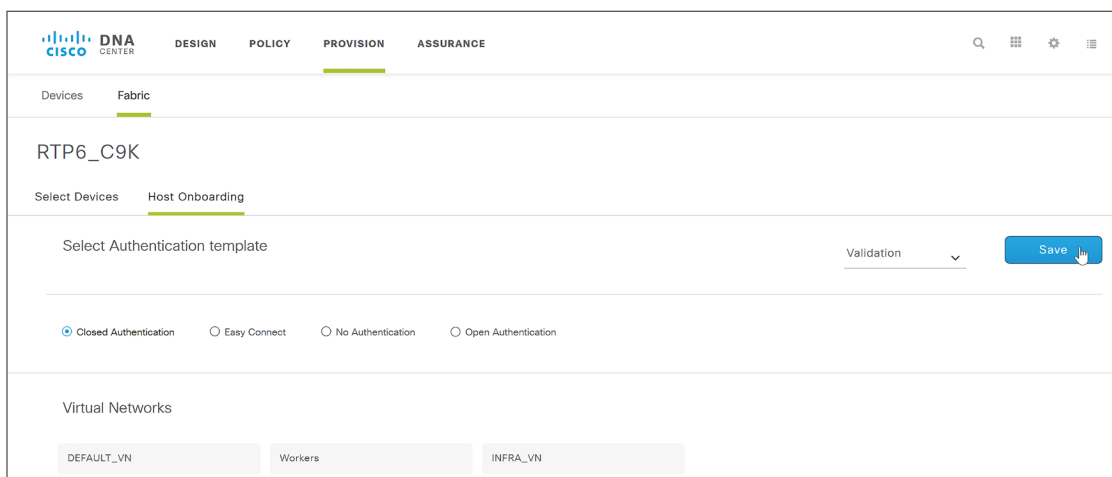 CISCO DNA CENTER DESIGN POLICY PROVISION ASSURANCE
Devices Fabric
RTP6_C9K
Select Devices Host Onboarding
Select Authentication template Validation Save
Closed Authentication Easy Connect No Authentication Open Authentication
Virtual Networks
DEFAULT_VN Workers INFRA_VN